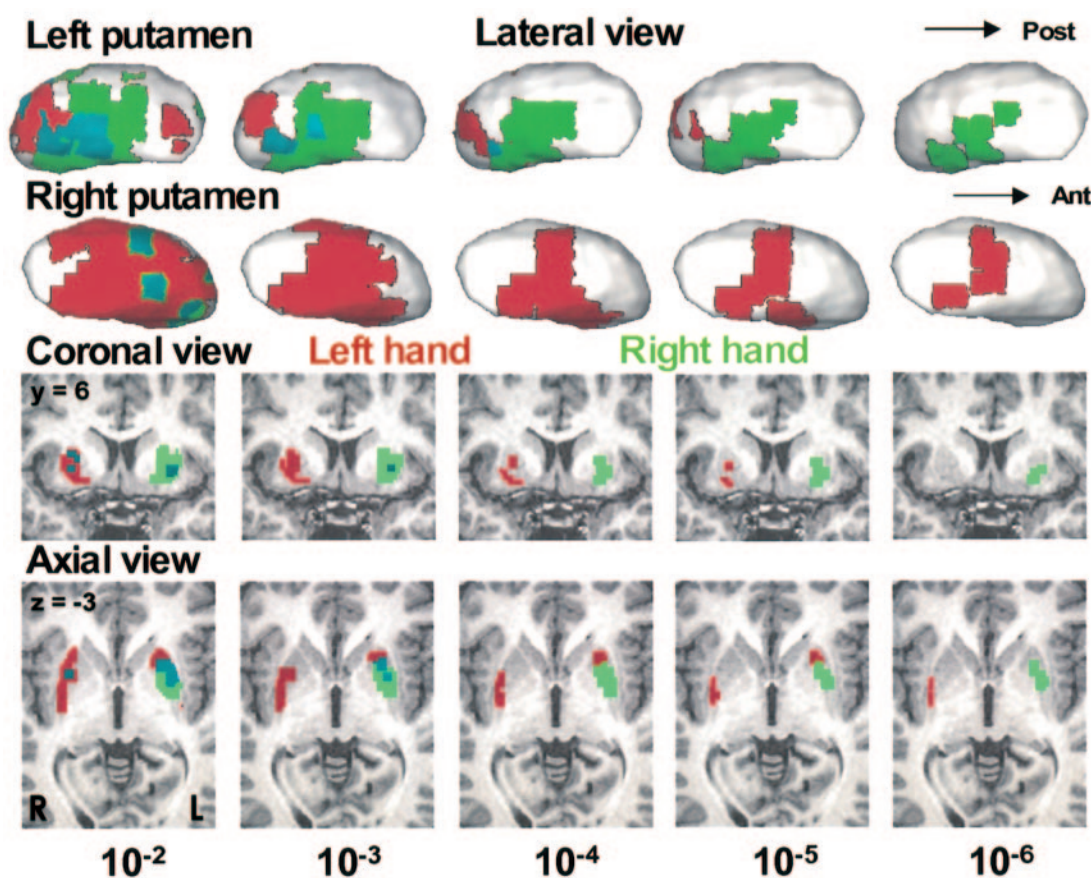 Left putamen Lateral view → Post
Right putamen → Ant
Coronal view Left hand Right hand
y = 6
Axial view
z = -3
R L
10⁻² 10⁻³ 10⁻⁴ 10⁻⁵ 10⁻⁶